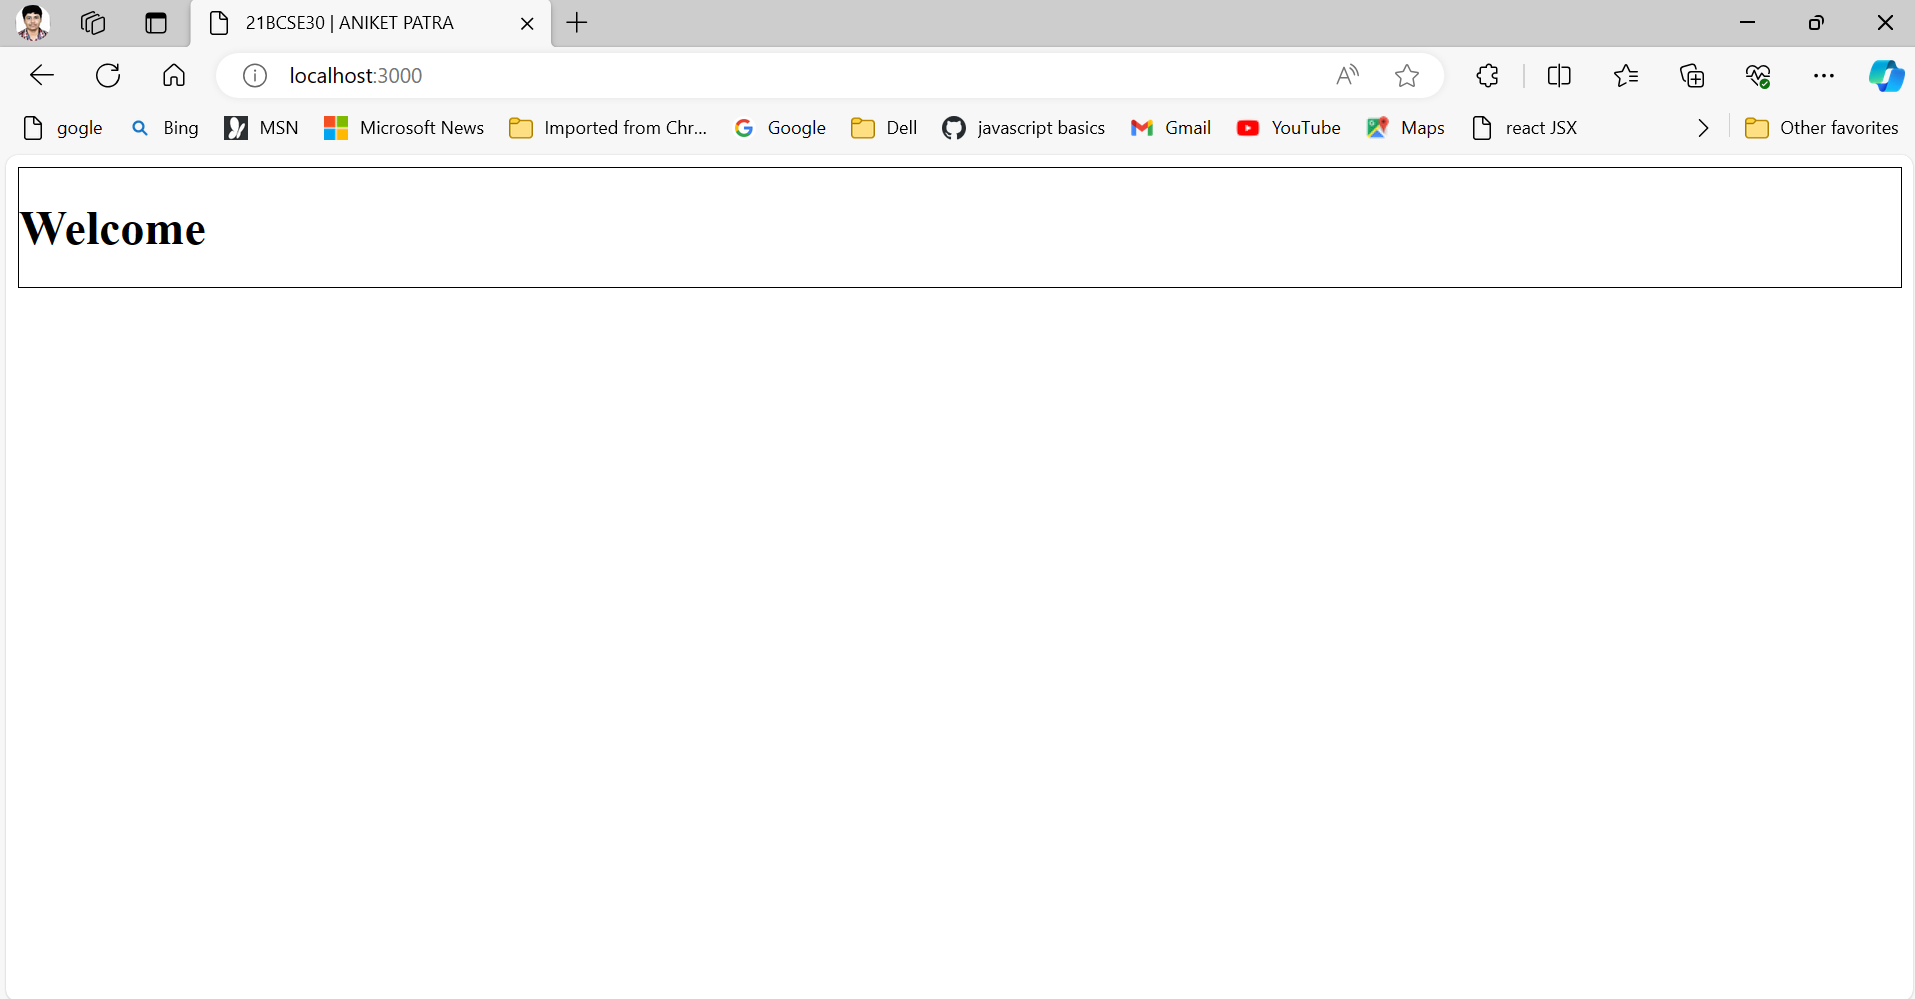 21BCSE30 | ANIKET PATRA
localhost:3000
gogle Bing MSN Microsoft News Imported from Chr... Google Dell javascript basics Gmail YouTube Maps react JSX Other favorites
Welcome